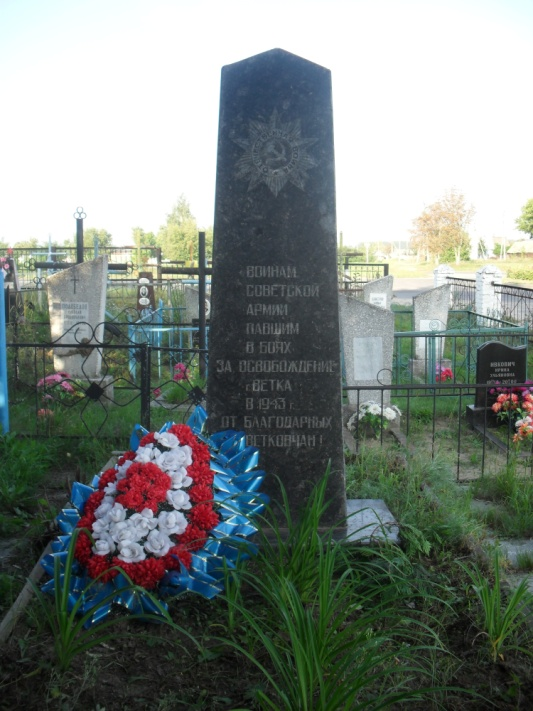 ВОИНАМ
СОВЕТСКОЙ
АРМИИ
ПАВШИМ
В БОЯХ
ЗА ОСВОБОЖДЕНИЕ
г. ВЕТКА
В 1943 г.
ОТ БЛАГОДАРНЫХ
ВЕТКОВЧАН!